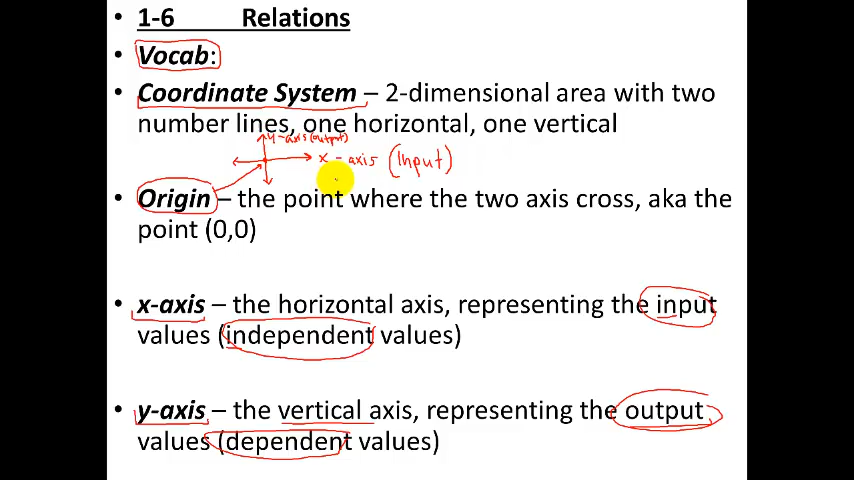 • 1-6 Relations
• Vocab:
• Coordinate System – 2-dimensional area with two
number lines, one horizontal, one vertical
y-axis (output)
x-axis (Input)
• Origin – the point where the two axis cross, aka the
point (0,0)
• x-axis – the horizontal axis, representing the input
values (independent values)
• y-axis – the vertical axis, representing the output
values (dependent values)